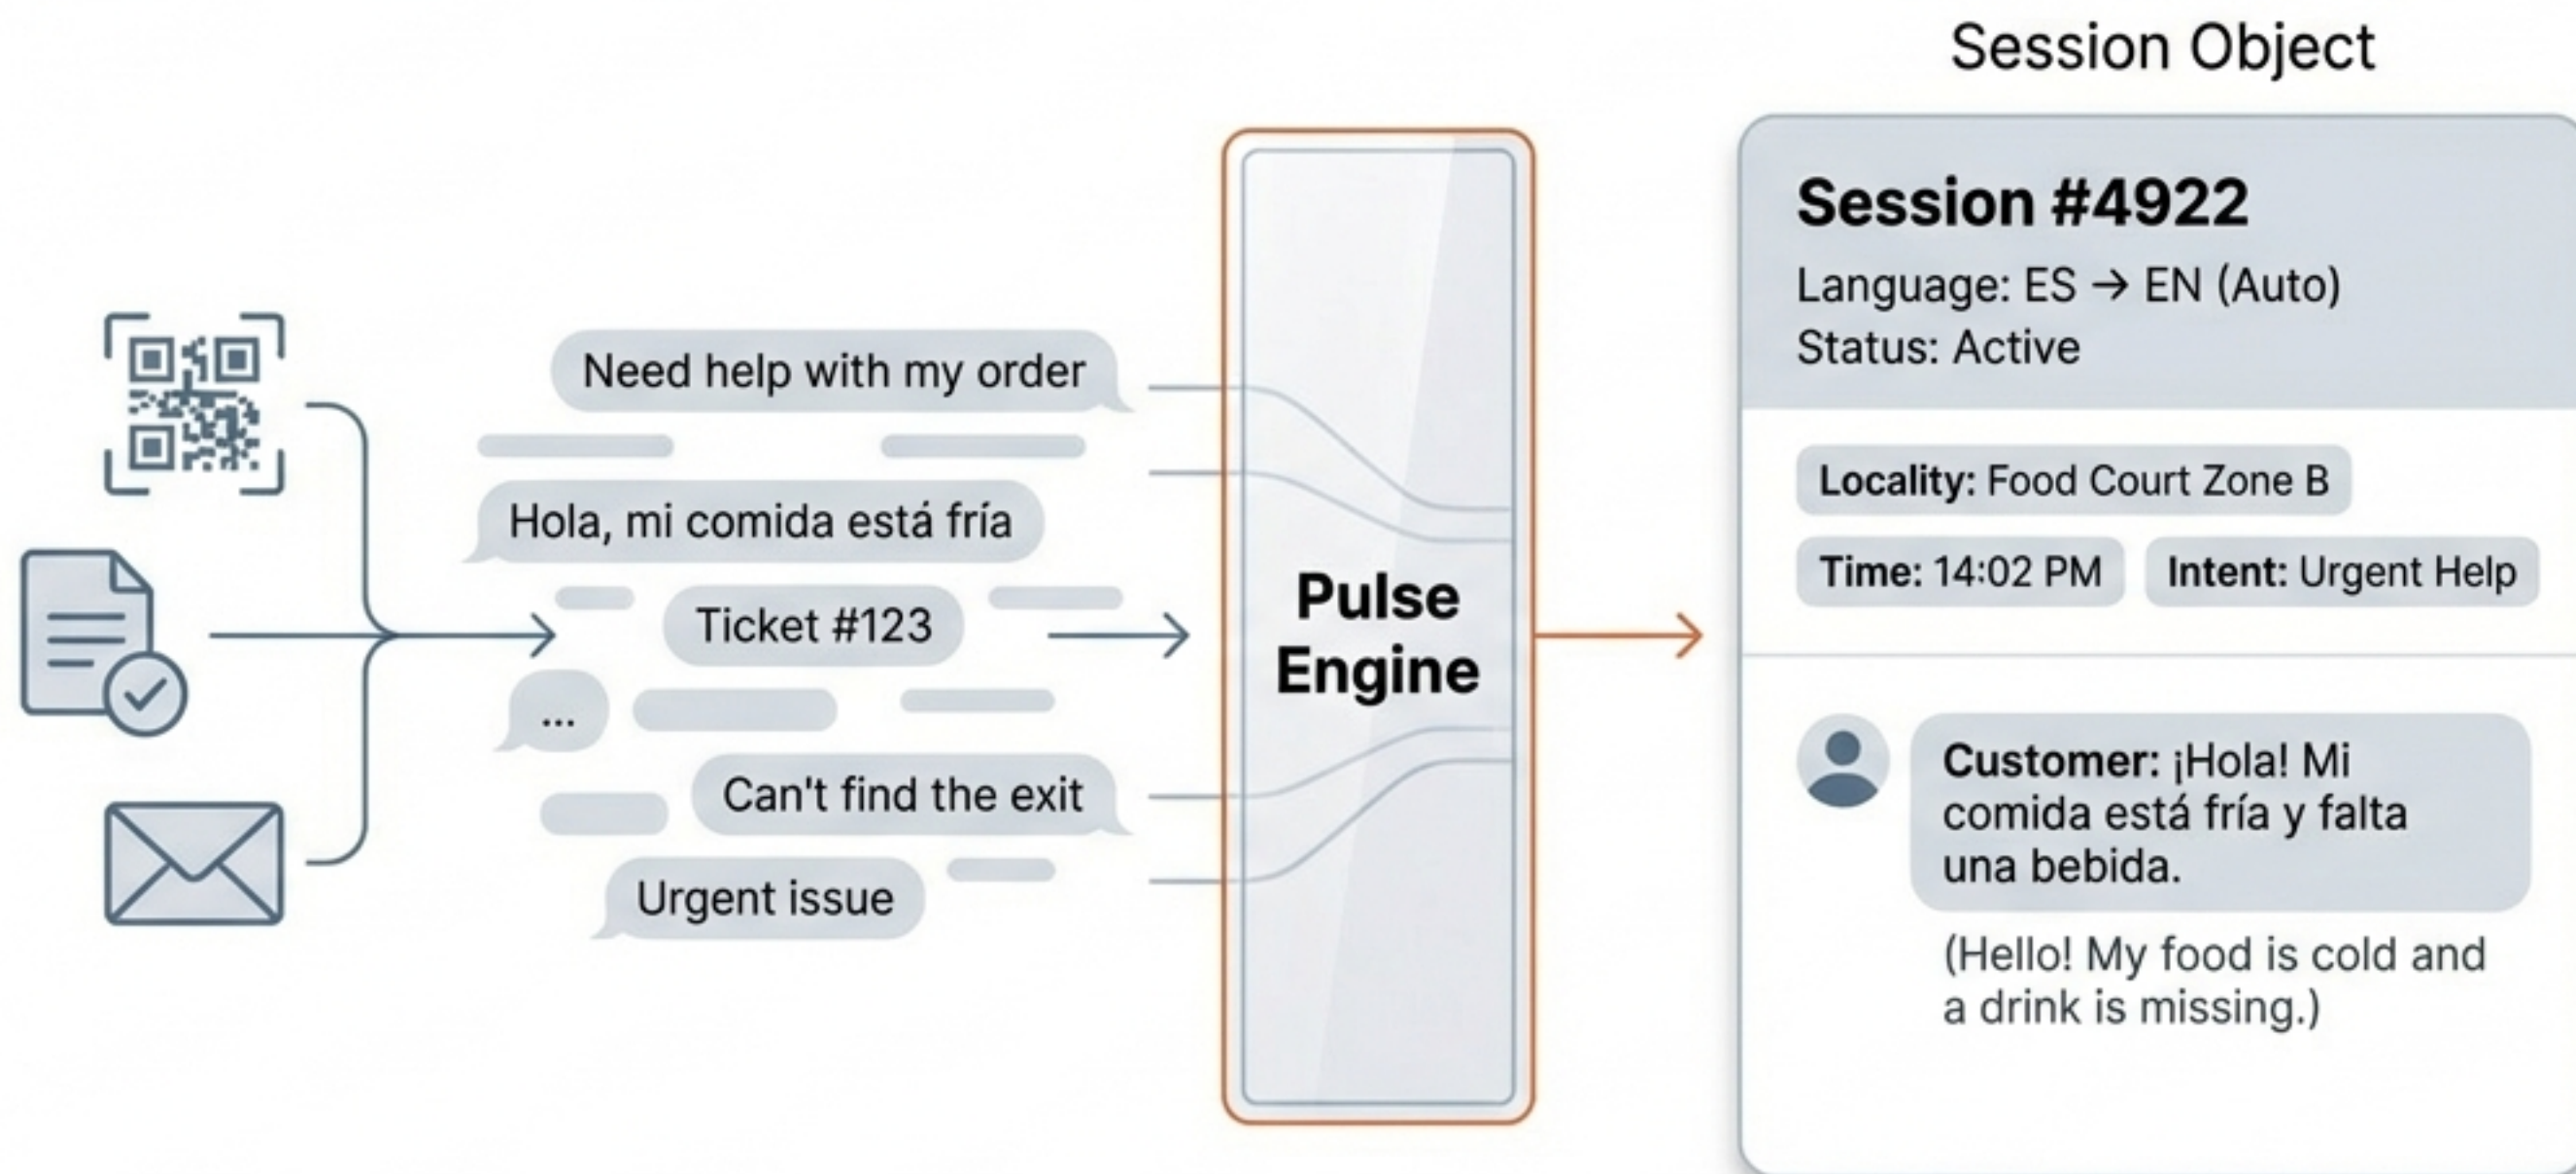 Session Object
Need help with my order
Hola, mi comida está fría
Ticket #123
...
Can't find the exit
Urgent issue
Pulse
Engine
Session #4922
Language: ES → EN (Auto)
Status: Active
Locality: Food Court Zone B
Time: 14:02 PM
Intent: Urgent Help
Customer: ¡Hola! Mi
comida está fría y falta
una bebida.
(Hello! My food is cold and
a drink is missing.)